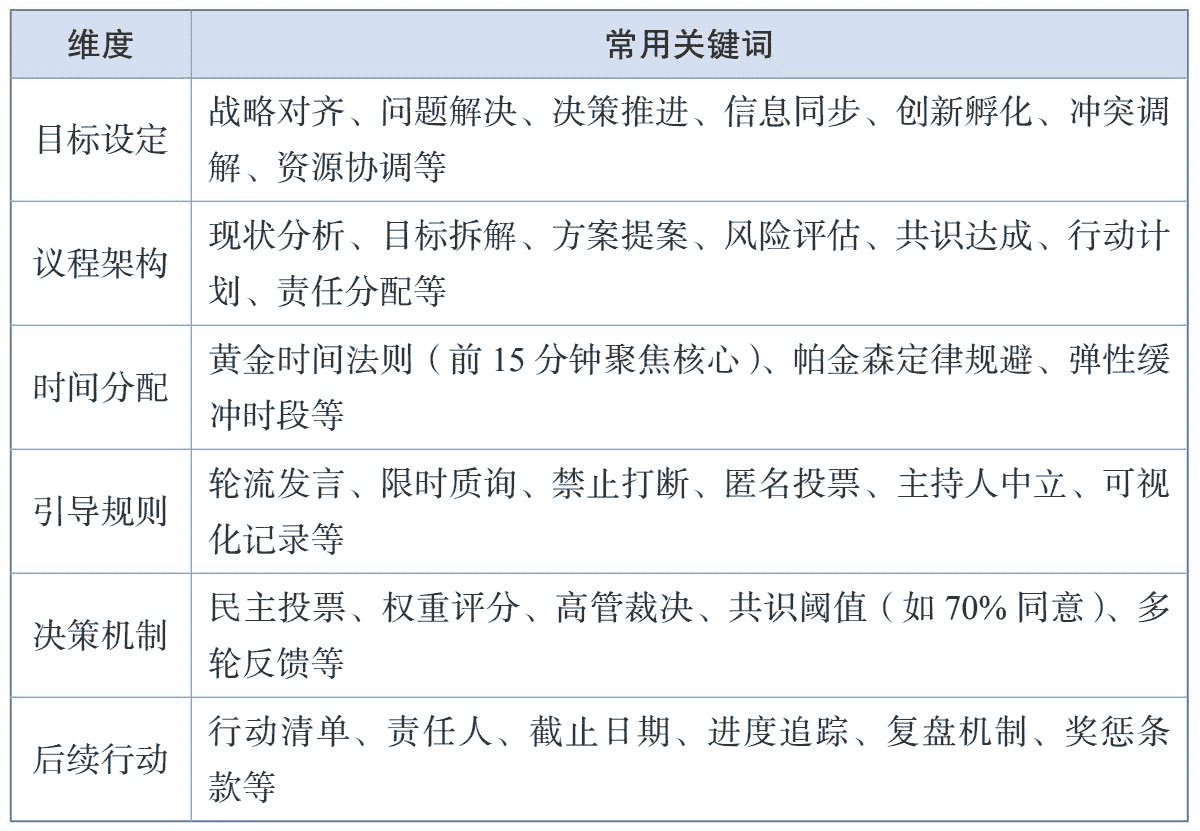 维度
常用关键词
目标设定
战略对齐、问题解决、决策推进、信息同步、创新孵化、冲突调
解、资源协调等
议程架构
现状分析、目标拆解、方案提案、风险评估、共识达成、行动计
划、责任分配等
时间分配
黄金时间法则（前 15 分钟聚焦核心）、帕金森定律规避、弹性缓
冲时段等
引导规则
轮流发言、限时质询、禁止打断、匿名投票、主持人中立、可视
化记录等
决策机制
民主投票、权重评分、高管裁决、共识阈值（如 70% 同意）、多
轮反馈等
后续行动
行动清单、责任人、截止日期、进度追踪、复盘机制、奖惩条
款等